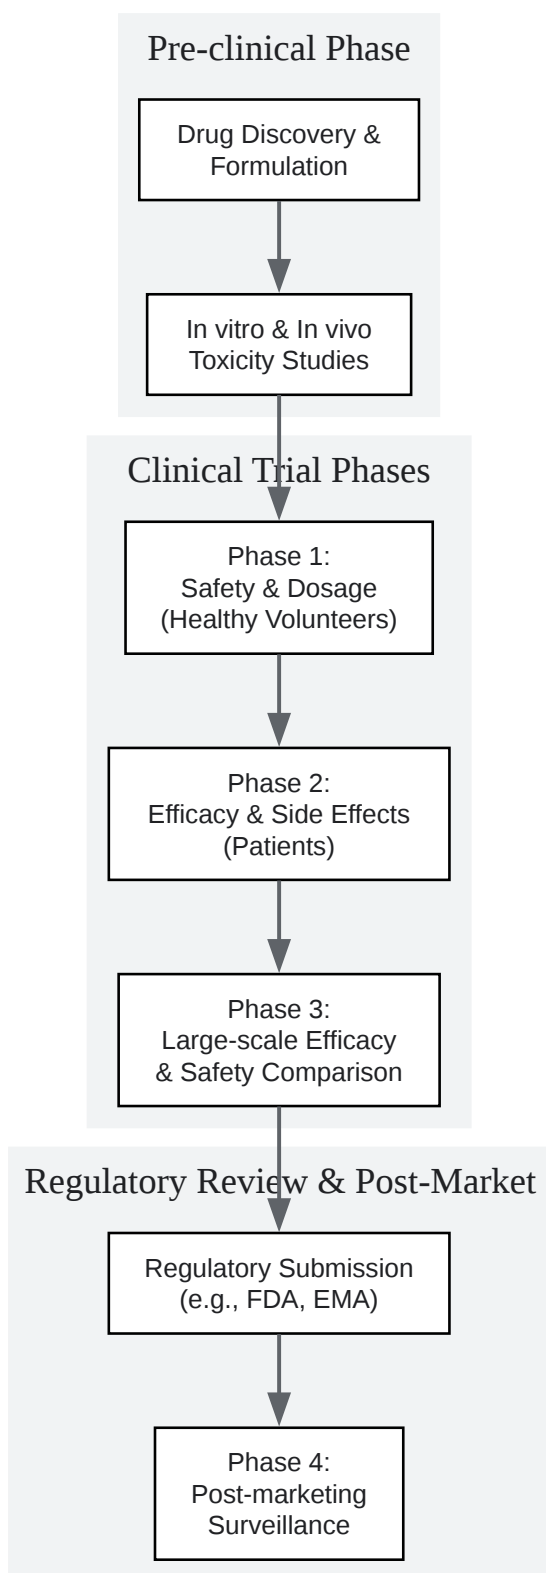 Pre-clinical Phase
Drug Discovery &
Formulation
In vitro & In vivo
Toxicity Studies
Clinical Trial Phases
Phase 1:
Safety & Dosage
(Healthy Volunteers)
Phase 2:
Efficacy & Side Effects
(Patients)
Phase 3:
Large-scale Efficacy
& Safety Comparison
Regulatory Review & Post-Market
Regulatory Submission
(e.g., FDA, EMA)
Phase 4:
Post-marketing
Surveillance